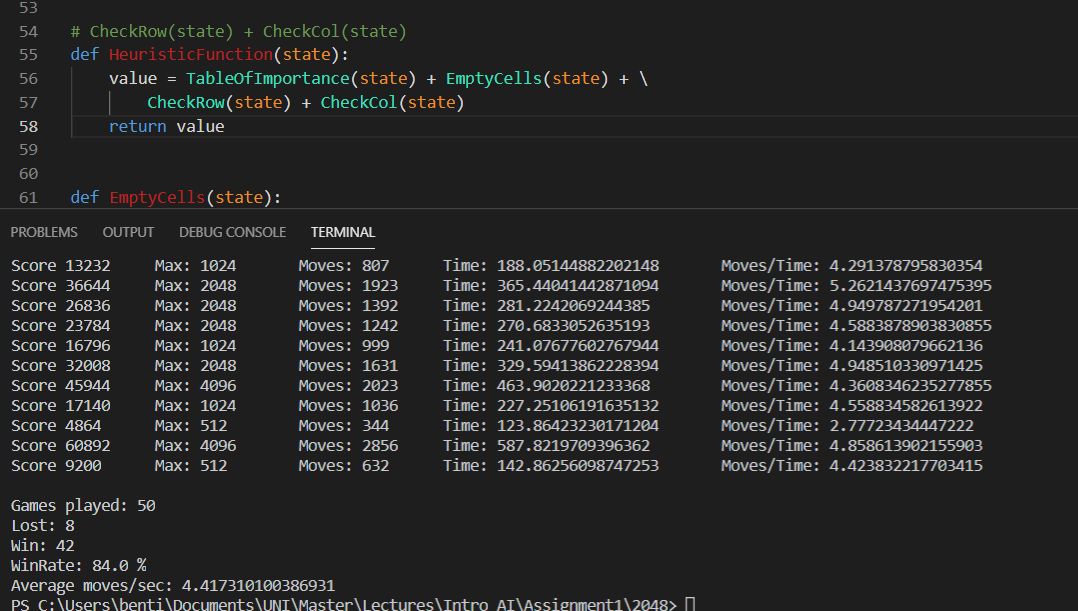 53
54 # CheckRow(state) + CheckCol(state)
55 def HeuristicFunction(state):
56 value = TableOfImportance(state) + EmptyCells(state) + \
57 CheckRow(state) + CheckCol(state)
58 return value
59
60
61 def EmptyCells(state):
PROBLEMS OUTPUT DEBUG CONSOLE TERMINAL
Score 13232 Max: 1024 Moves: 807 Time: 188.05144882202148 Moves/Time: 4.291378795830354
Score 36644 Max: 2048 Moves: 1923 Time: 365.44041442871094 Moves/Time: 5.2621437697475395
Score 26836 Max: 2048 Moves: 1392 Time: 281.2242069244385 Moves/Time: 4.949787271954201
Score 23784 Max: 2048 Moves: 1242 Time: 270.6833052635193 Moves/Time: 4.5883878903830855
Score 16796 Max: 1024 Moves: 999 Time: 241.07677602767944 Moves/Time: 4.143908079662136
Score 32008 Max: 2048 Moves: 1631 Time: 329.59413862228394 Moves/Time: 4.948510330971425
Score 45944 Max: 4096 Moves: 2023 Time: 463.9020221233368 Moves/Time: 4.3608346235277855
Score 17140 Max: 1024 Moves: 1036 Time: 227.25106191635132 Moves/Time: 4.558834582613922
Score 4864 Max: 512 Moves: 344 Time: 123.86423230171204 Moves/Time: 2.77723434447222
Score 60892 Max: 4096 Moves: 2856 Time: 587.8219709396362 Moves/Time: 4.858613902155903
Score 9200 Max: 512 Moves: 632 Time: 142.86256098747253 Moves/Time: 4.423832217703415
Games played: 50
Lost: 8
Win: 42
WinRate: 84.0 %
Average moves/sec: 4.417310100386931
PS C:\Users\benti\Documents\UNI\Master\Lectures\Intro AI\Assignment1\2048>